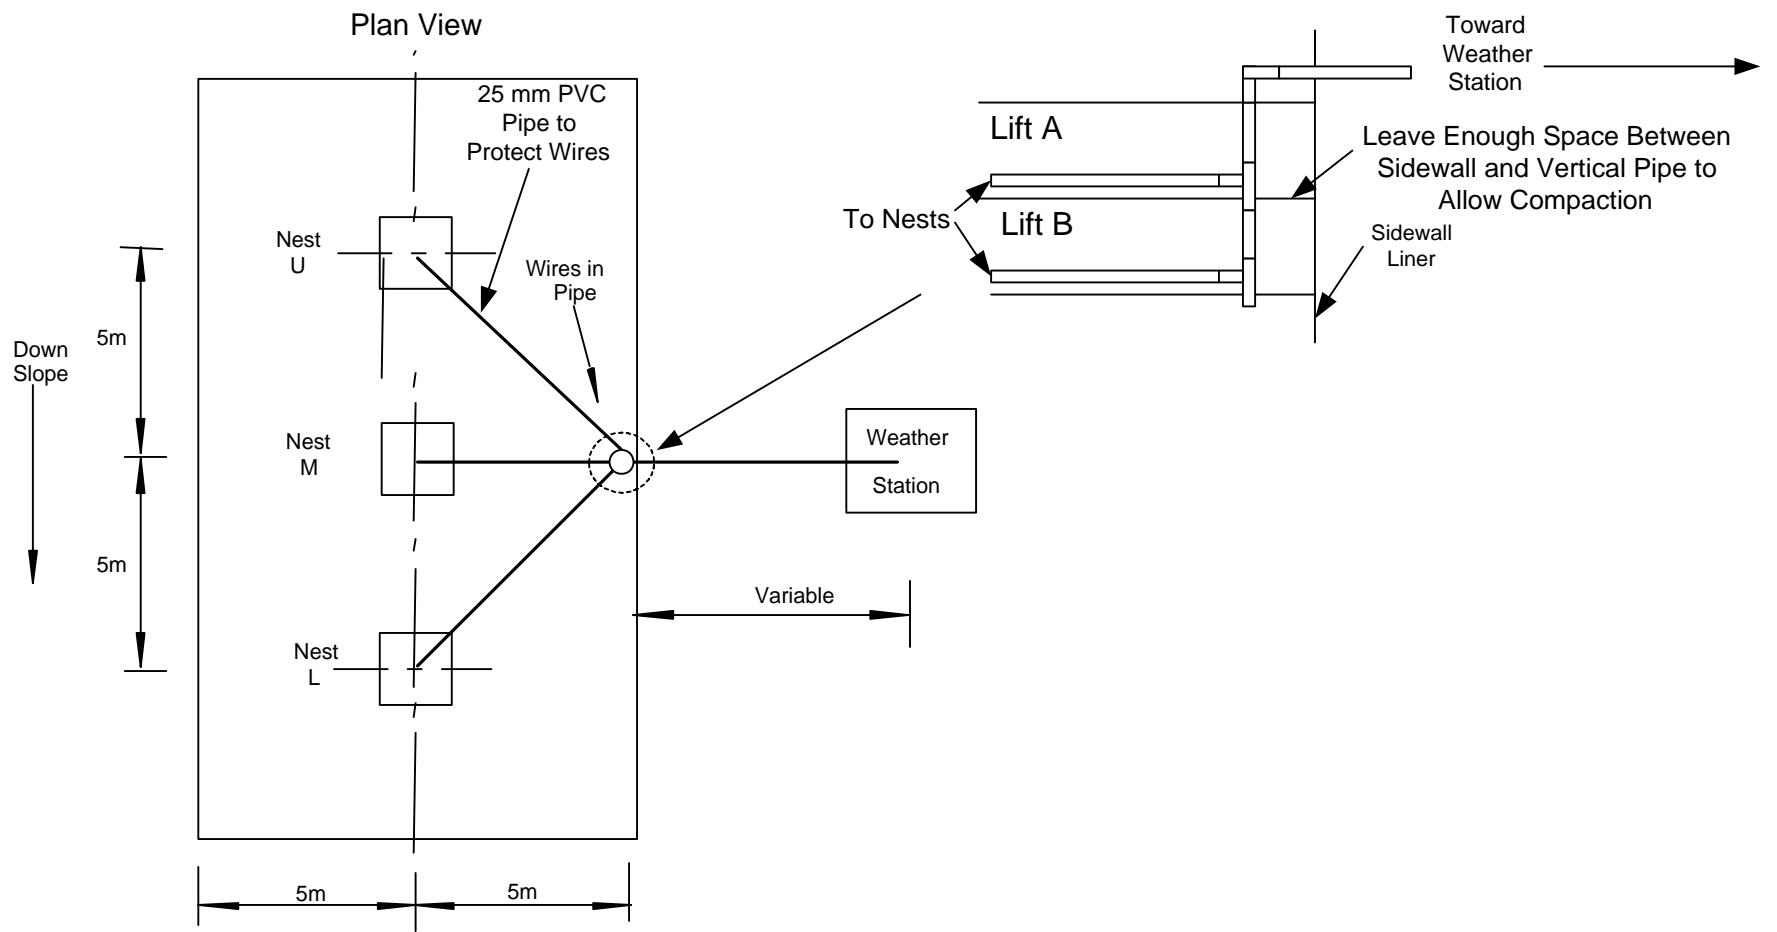 Plan View
25 mm PVC
Pipe to
Protect Wires
Nest
U
Wires in
Pipe
5m
Down
Slope
Nest
M
5m
Nest
L
Weather
Station
Variable
5m
5m
Toward
Weather
Station
Lift A
Leave Enough Space Between
Sidewall and Vertical Pipe to
Allow Compaction
To Nests
Lift B
Sidewall
Liner